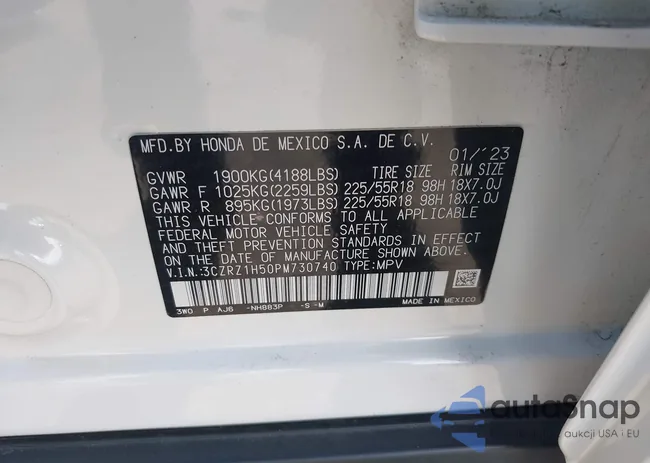 MFD.BY HONDA DE MEXICO S.A. DE C.V.
01/'23
GVWR 1900KG(4188LBS) TIRE SIZE RIM SIZE
GAWR F 1025KG(2259LBS) 225/55R18 98H 18X7.0J
GAWR R 895KG(1973LBS) 225/55R18 98H 18X7.0J
THIS VEHICLE CONFORMS TO ALL APPLICABLE
FEDERAL MOTOR VEHICLE SAFETY
AND THEFT PREVENTION STANDARDS IN EFFECT
ON THE DATE OF MANUFACTURE SHOWN ABOVE.
V.I.N:3CZRZ1H50PM730740 TYPE:MPV
MADE IN MEXICO
3WO P AJ6 -NH883P -S -M
autoSnap
aukcji USA i EU